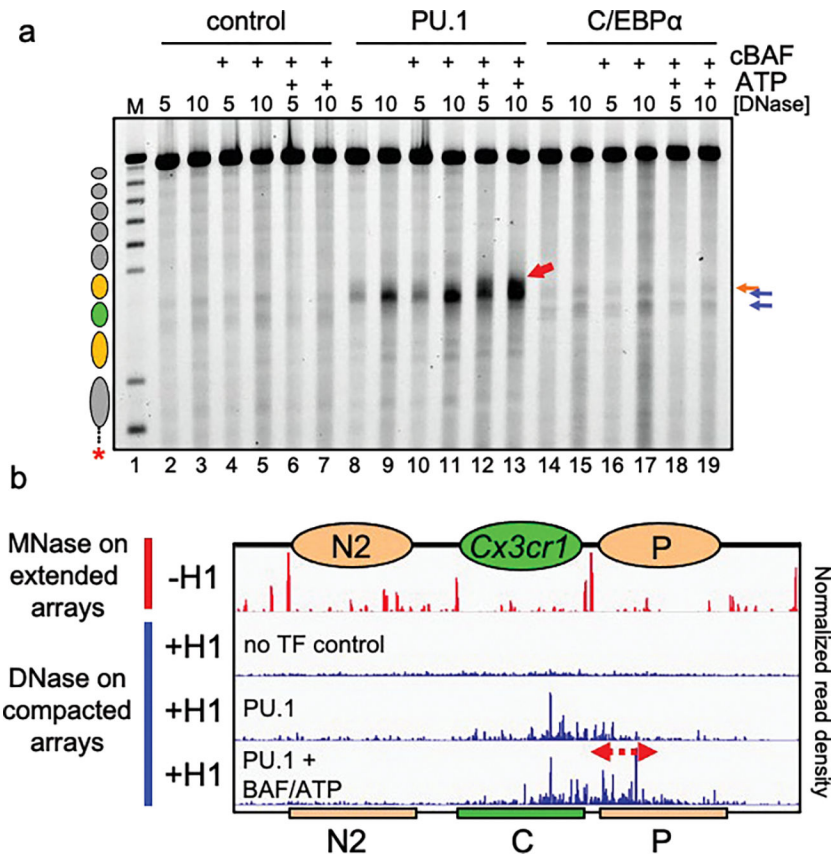 a
control PU.1 C/EBPα
+ + + + + + + + + + + + cBAF
+ + + + + + ATP
M 5 10 5 10 5 10 5 10 5 10 5 10 5 10 5 10 5 10 [DNase]
*
1 2 3 4 5 6 7 8 9 10 11 12 13 14 15 16 17 18 19
b
MNase on
extended
arrays
-H1
N2 Cx3cr1 P
DNase on
compacted
arrays
+H1
no TF control
+H1
PU.1
+H1
PU.1 +
BAF/ATP
N2 C P
Normalized read density